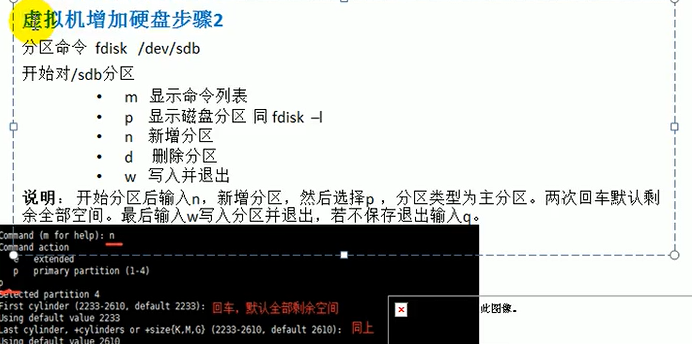 虚拟机增加硬盘步骤2
分区命令 fdisk /dev/sdb
开始对/sdb分区
• m 显示命令列表
• p 显示磁盘分区 同fdisk –l
• n 新增分区
• d 删除分区
• w 写入并退出
说明： 开始分区后输入n，新增分区，然后选择p ，分区类型为主分区。两次回车默认剩
余全部空间。最后输入w写入分区并退出，若不保存退出输入q。
Command (m for help): n
Command action
e extended
p primary partition (1-4)
p
Selected partition 4
First cylinder (2233-2610, default 2233): 回车，默认全部剩余空间
Using default value 2233
Last cylinder, +cylinders or +size{K,M,G} (2233-2610, default 2610): 同上
Using default value 2610
此图像。